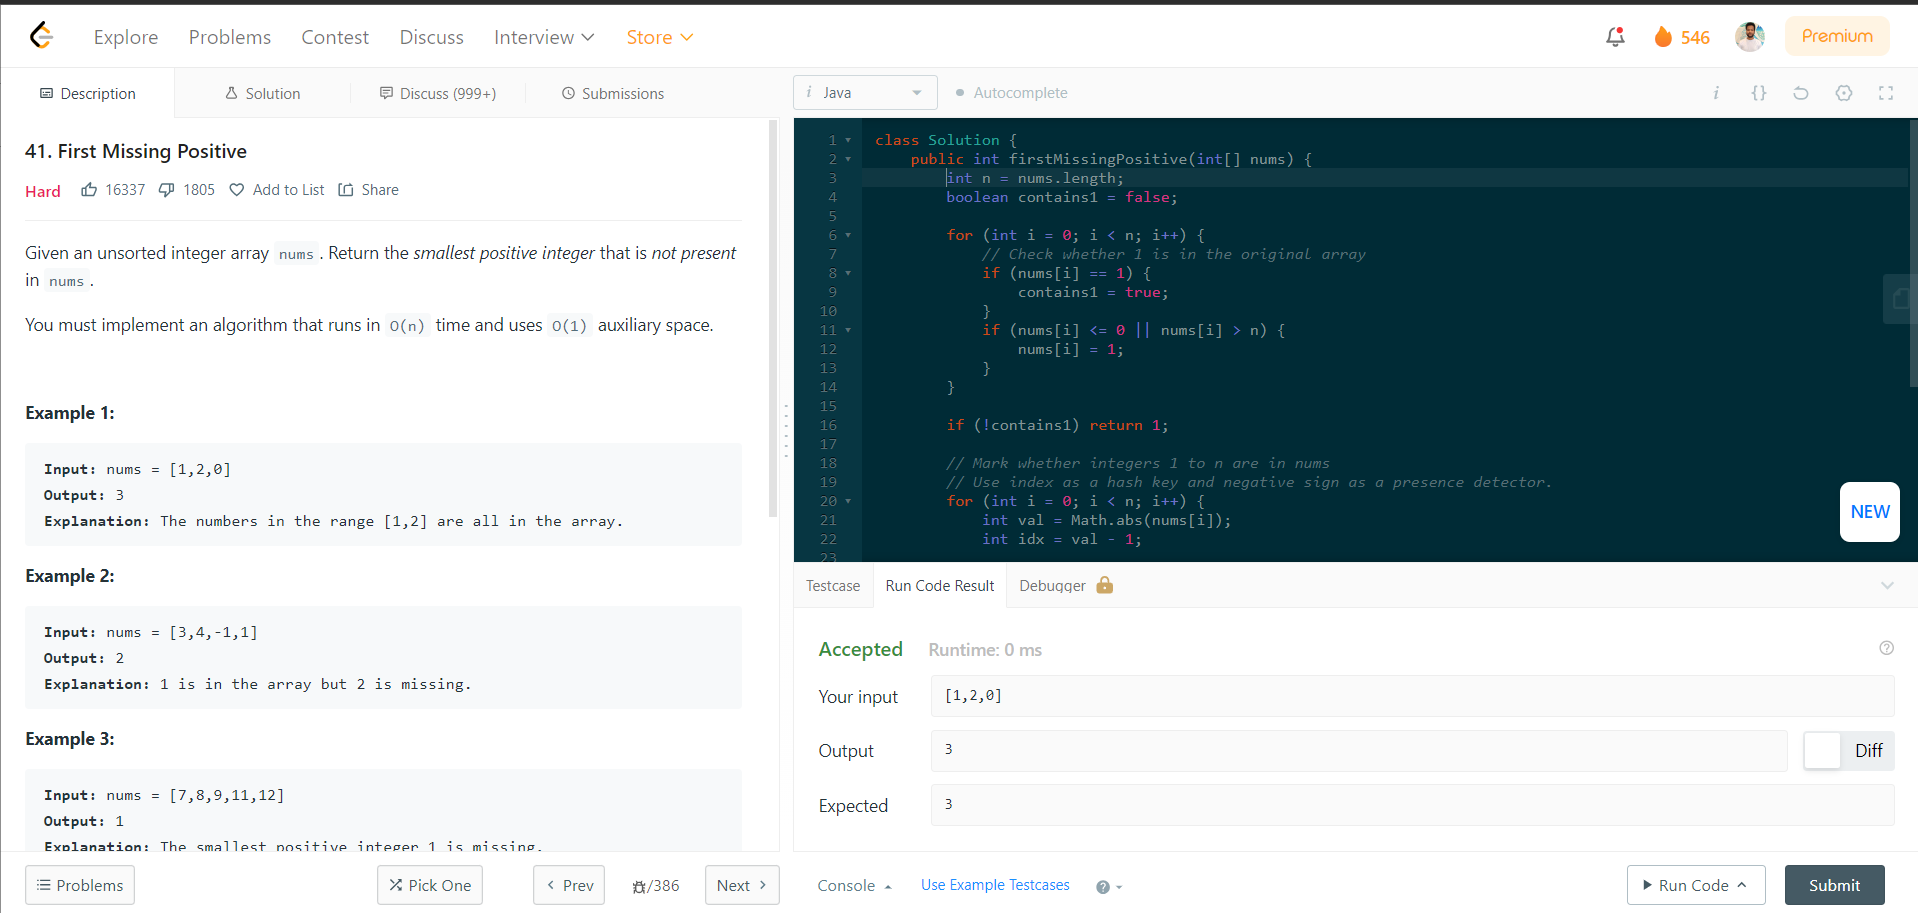 Explore Problems Contest Discuss Interview Store 546 Premium
Description Solution Discuss (999+) Submissions
i Java Autocomplete i {}
41. First Missing Positive
Hard 16337 1805 Add to List Share
Given an unsorted integer array nums . Return the smallest positive integer that is not present
in nums .
You must implement an algorithm that runs in O(n) time and uses O(1) auxiliary space.
Example 1:
Input: nums = [1,2,0]
Output: 3
Explanation: The numbers in the range [1,2] are all in the array.
Example 2:
Input: nums = [3,4,-1,1]
Output: 2
Explanation: 1 is in the array but 2 is missing.
Example 3:
Input: nums = [7,8,9,11,12]
Output: 1
Explanation: The smallest positive integer 1 is missing.
Problems Pick One Prev /386 Next
1 class Solution {
2 public int firstMissingPositive(int[] nums) {
3 int n = nums.length;
4 boolean contains1 = false;
5
6 for (int i = 0; i < n; i++) {
7 // Check whether 1 is in the original array
8 if (nums[i] == 1) {
9 contains1 = true;
10 }
11 if (nums[i] <= 0 || nums[i] > n) {
12 nums[i] = 1;
13 }
14 }
15
16 if (!contains1) return 1;
17
18 // Mark whether integers 1 to n are in nums
19 // Use index as a hash key and negative sign as a presence detector.
20 for (int i = 0; i < n; i++) {
21 int val = Math.abs(nums[i]);
22 int idx = val - 1;
23
NEW
Testcase Run Code Result Debugger
Accepted Runtime: 0 ms
Your input [1,2,0]
Output 3 Diff
Expected 3
Console Use Example Testcases Run Code Submit